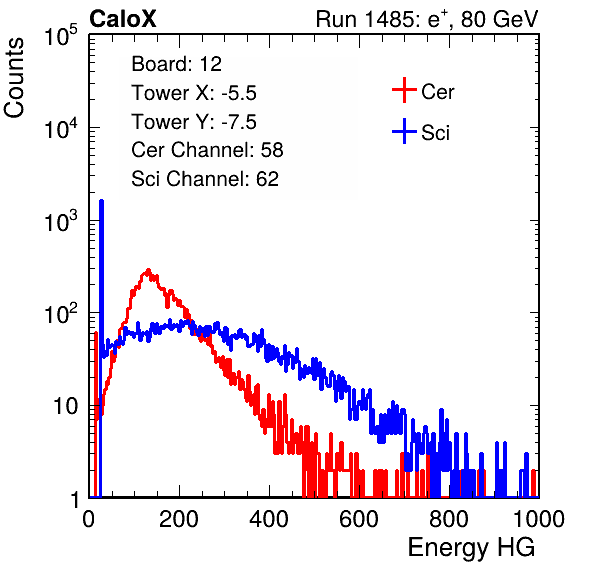 CaloX Run 1485: e⁺, 80 GeV
Counts
10⁵
10⁴
10³
10²
10
1
Board: 12
Tower X: -5.5
Tower Y: -7.5
Cer Channel: 58
Sci Channel: 62
Cer
Sci
0 200 400 600 800 1000
Energy HG